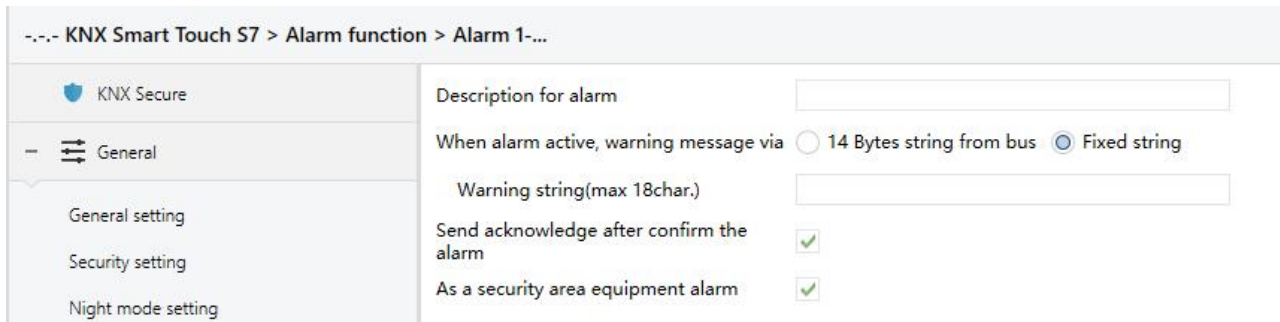 -.-.- KNX Smart Touch S7 > Alarm function > Alarm 1-...
KNX Secure
General
General setting
Security setting
Night mode setting
Description for alarm
When alarm active, warning message via 14 Bytes string from bus Fixed string
Warning string(max 18char.)
Send acknowledge after confirm the
alarm
As a security area equipment alarm